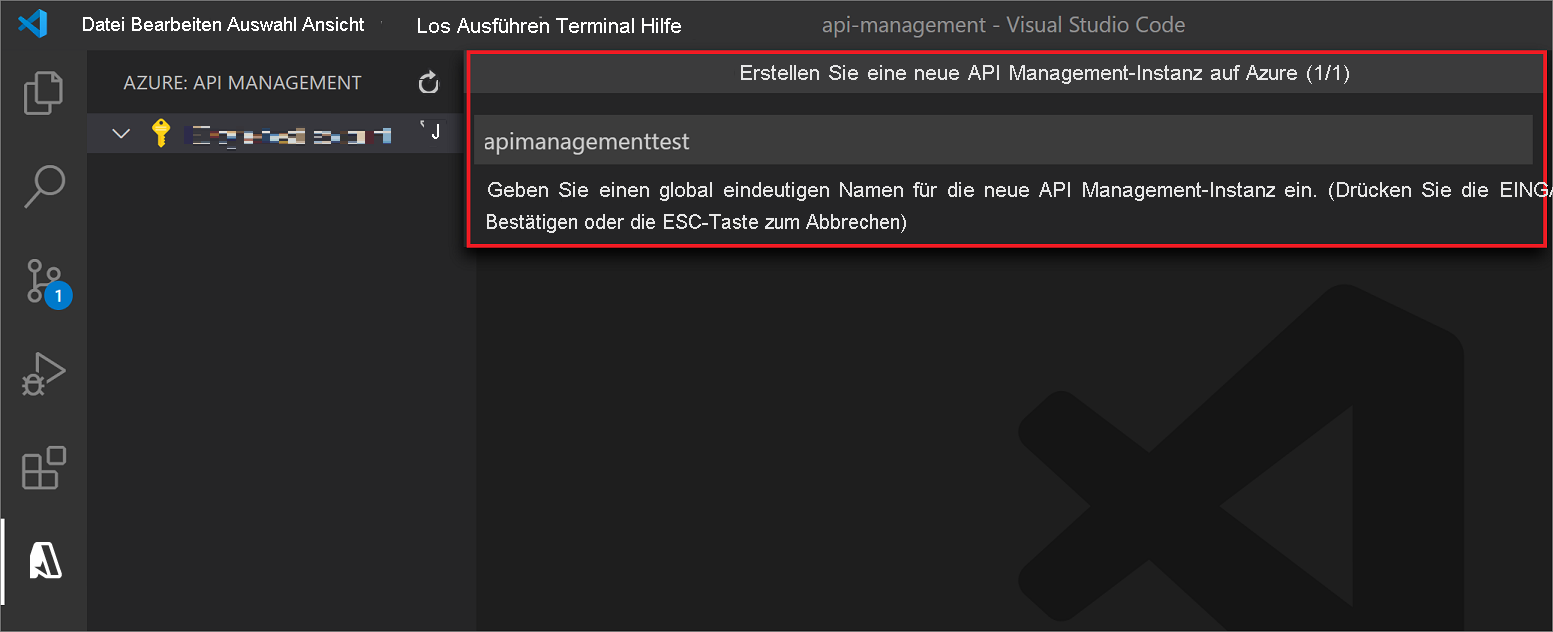 Datei Bearbeiten Auswahl Ansicht Los Ausführen Terminal Hilfe api-management - Visual Studio Code
AZURE: API MANAGEMENT
J
Erstellen Sie eine neue API Management-Instanz auf Azure (1/1)
apimanagementtest
Geben Sie einen global eindeutigen Namen für die neue API Management-Instanz ein. (Drücken Sie die
Bestätigen oder die ESC-Taste zum Abbrechen)
1